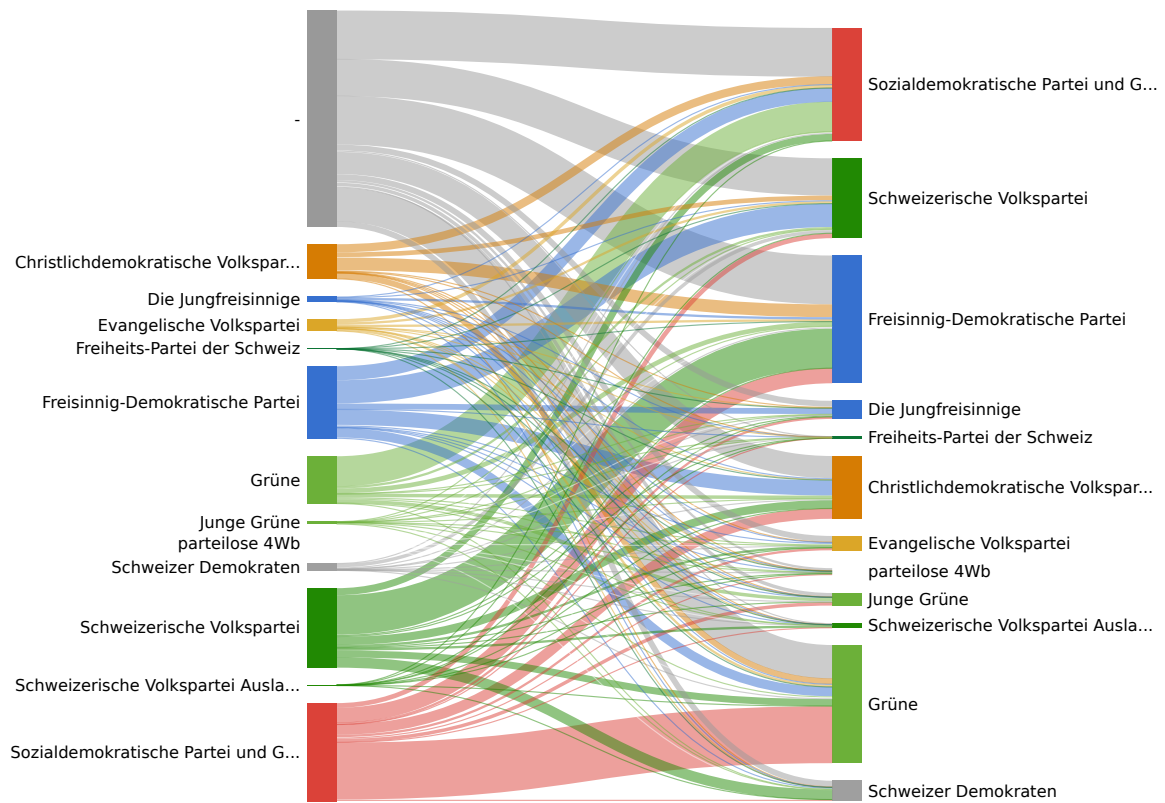 -
Christlichdemokratische Volkspar...
Die Jungfreisinnige
Evangelische Volkspartei
Freiheits-Partei der Schweiz
Freisinnig-Demokratische Partei
Grüne
Junge Grüne
parteilose 4Wb
Schweizer Demokraten
Schweizerische Volkspartei
Schweizerische Volkspartei Ausla...
Sozialdemokratische Partei und G...
Sozialdemokratische Partei und G...
Schweizerische Volkspartei
Freisinnig-Demokratische Partei
Die Jungfreisinnige
Freiheits-Partei der Schweiz
Christlichdemokratische Volkspar...
Evangelische Volkspartei
parteilose 4Wb
Junge Grüne
Schweizerische Volkspartei Ausla...
Grüne
Schweizer Demokraten